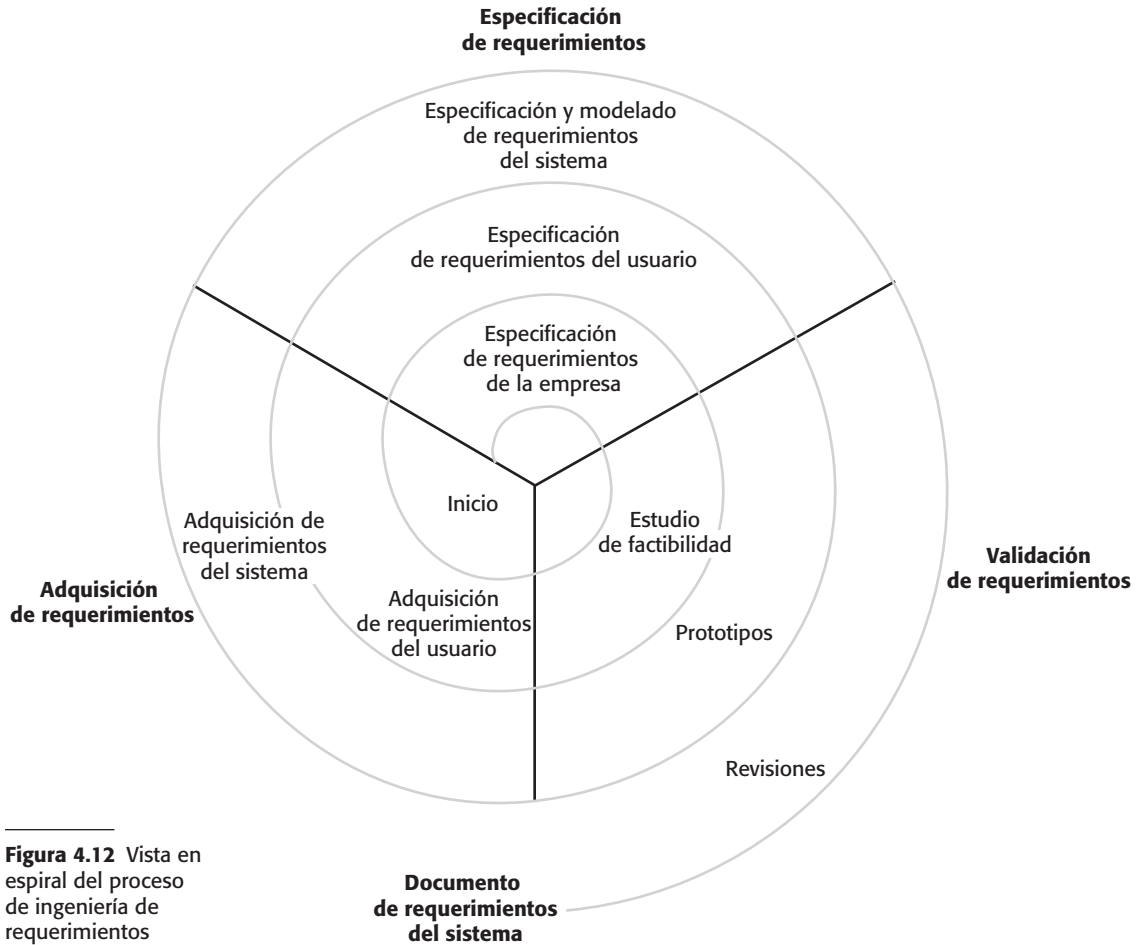 Especificación
de requerimientos
Especificación y modelado
de requerimientos
del sistema
Especificación
de requerimientos del usuario
Especificación
de requerimientos
de la empresa
Inicio
Estudio
de factibilidad
Adquisición de
requerimientos
del sistema
Adquisición
de requerimientos
Adquisición
de requerimientos
del usuario
Validación
de requerimientos
Prototipos
Revisiones
Figura 4.12 Vista en
espiral del proceso
de ingeniería de
requerimientos
Documento
de requerimientos
del sistema